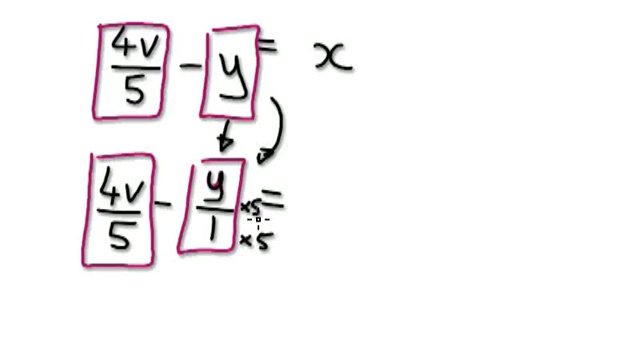 4v/5 - y = x
4v/5 - y/1 ×5 =
×5